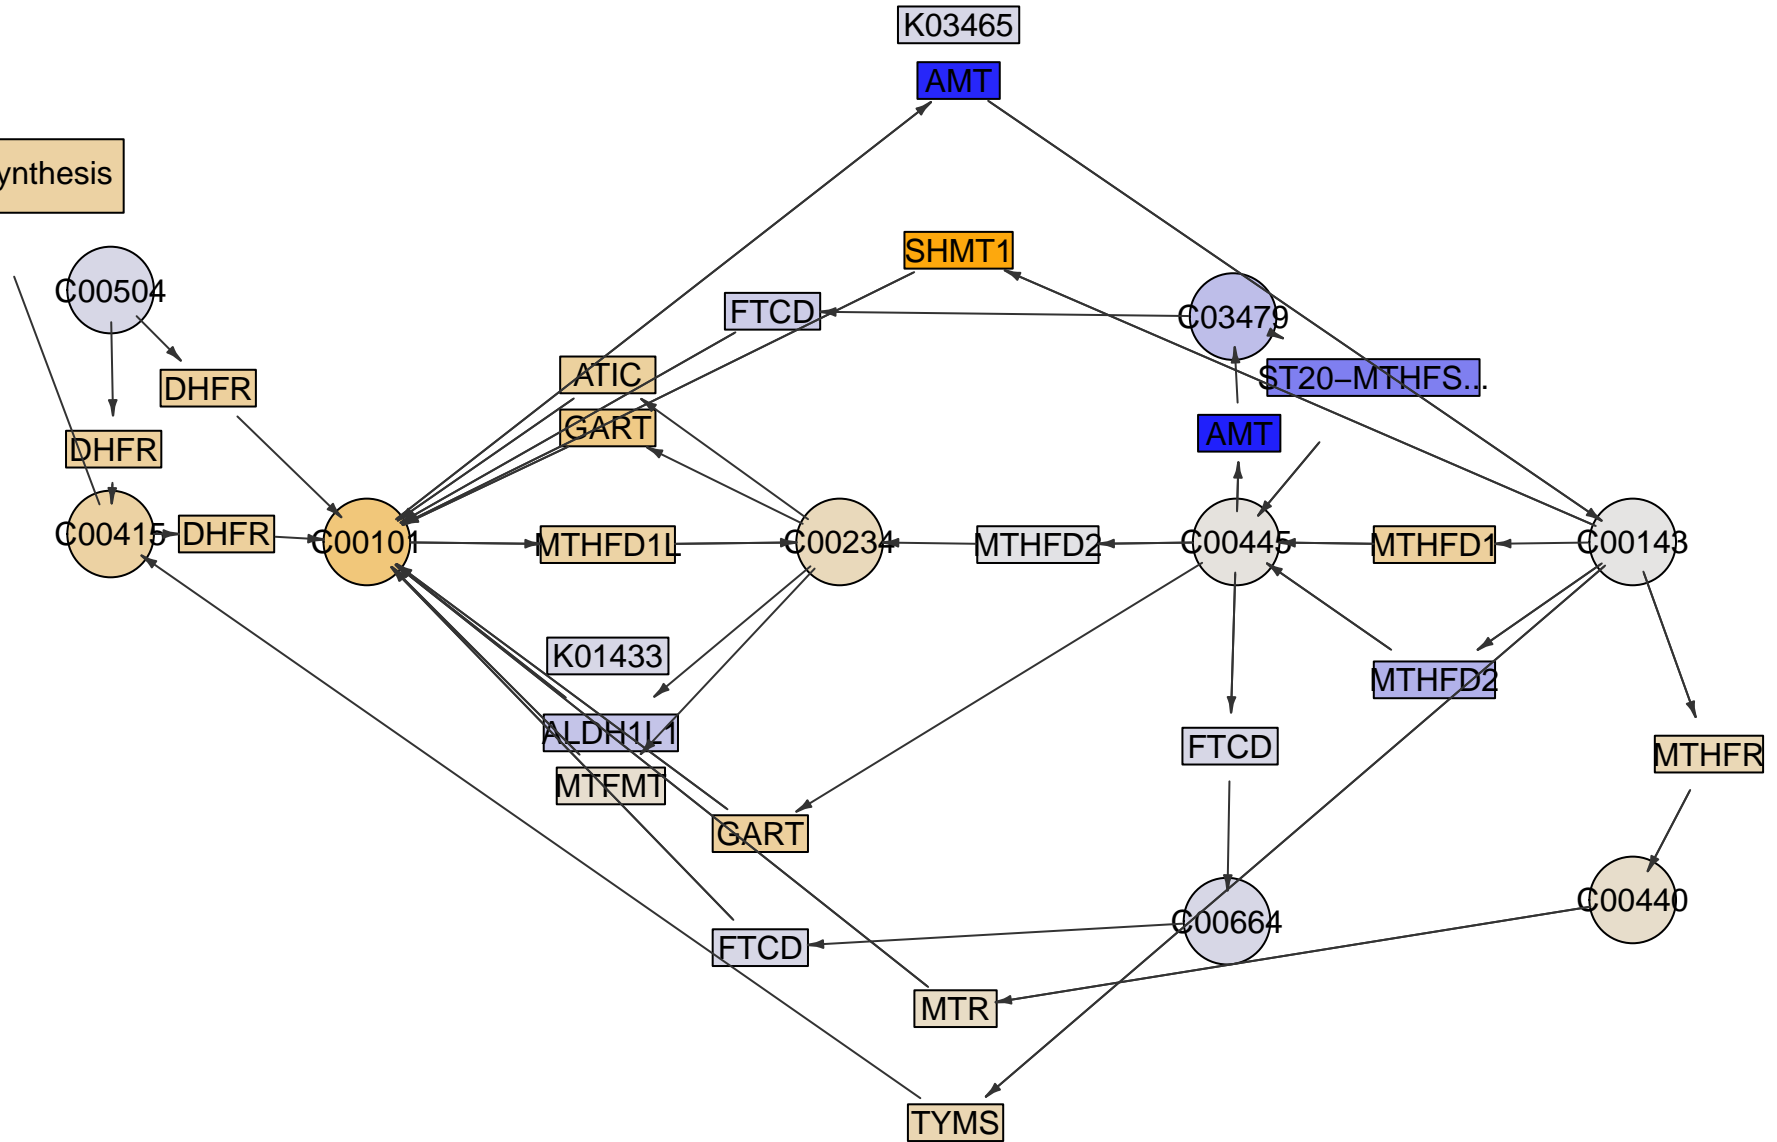 K03465
AMT
ynthesis
SHMT1
C00504
FTCD
C03479
ATIC
ST20−MTHFS...
DHFR
GART
AMT
DHFR
C00415
DHFR
C00101
MTHFD1L
C00234
MTHFD2
C00445
MTHFD1
C00143
K01433
MTHFD2
ALDH1L1
FTCD
MTHFR
MTFMT
GART
C00440
C00664
FTCD
MTR
TYMS